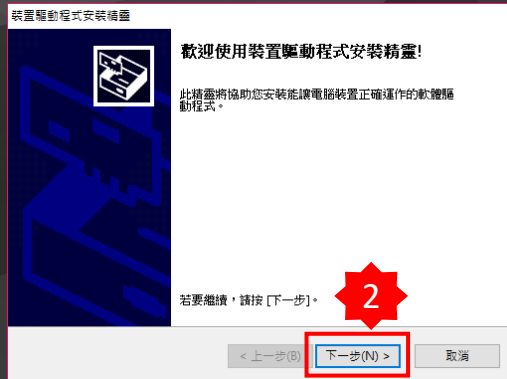 裝置驅動程式安裝精靈
歡迎使用裝置驅動程式安裝精靈!
此精靈將協助您安裝能讓電腦裝置正確運作的軟體驅
動程式。
若要繼續，請按 [下一步]。
2
< 上一步(B)
下一步(N) >
取消